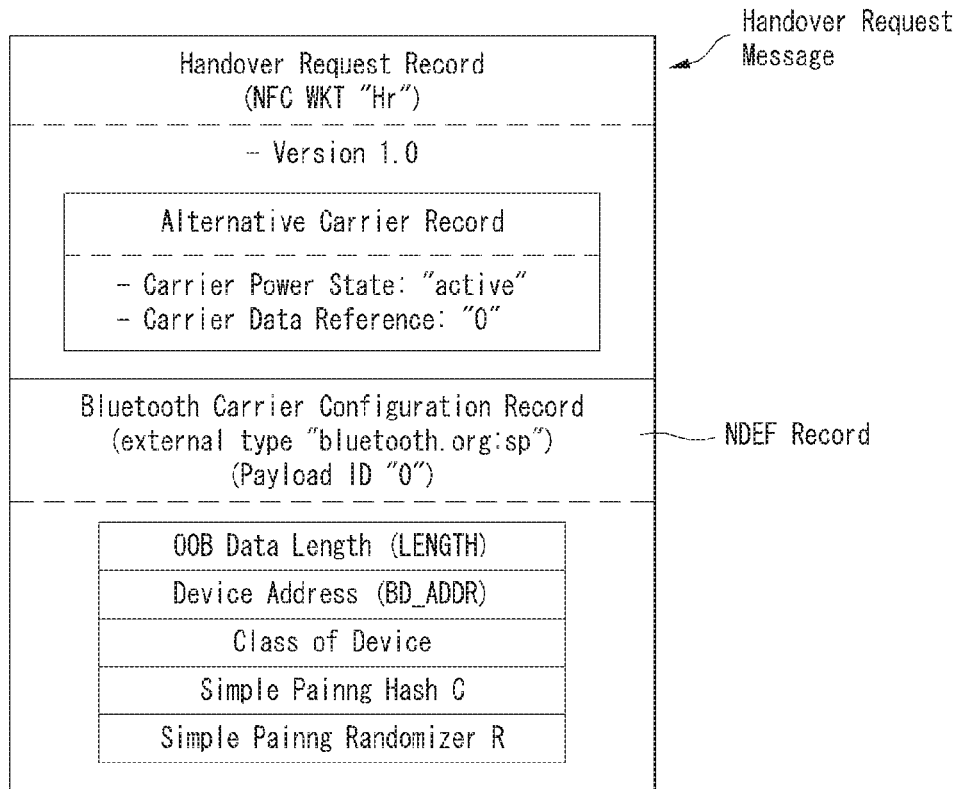 Handover Request
Message
Handover Request Record
(NFC WKT "Hr")
- Version 1.0
Alternative Carrier Record
- Carrier Power State: "active"
- Carrier Data Reference: "0"
Bluetooth Carrier Configuration Record
(external type "bluetooth.org:sp")
(Payload ID "0")
NDEF Record
OOB Data Length (LENGTH)
Device Address (BD_ADDR)
Class of Device
Simple Painng Hash C
Simple Painng Randomizer R